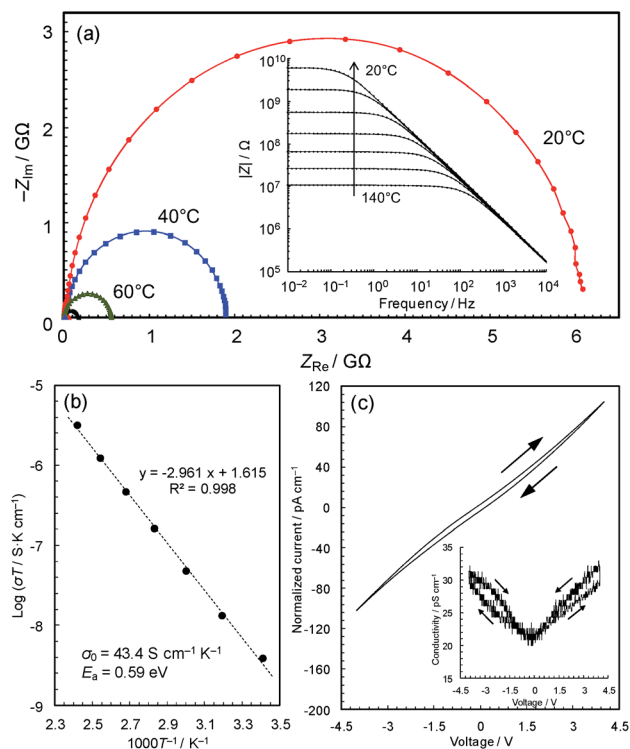 (a)
3
2
1
0
−Z_Im / GΩ
0
1
2
3
4
5
6
Z_Re / GΩ
20°C
40°C
60°C
10^10
10^9
10^8
10^7
10^6
10^5
|Z| / Ω
20°C
140°C
10^−2
10^−1
10^0
10^1
10^2
10^3
10^4
Frequency / Hz
(b)
-5
-6
-7
-8
-9
Log (σT / S·K cm^−1)
y = -2.961 x + 1.615
R² = 0.998
σ_0 = 43.4 S cm^−1 K^−1
E_a = 0.59 eV
2.3
2.5
2.7
2.9
3.1
3.3
3.5
1000T^−1 / K^−1
(c)
120
80
40
0
-40
-80
-120
-160
-200
Normalized current / pA cm^−1
-4.5
-3
-1.5
0
1.5
3
4.5
Voltage / V
35
30
25
20
15
Conductivity / pS cm^−1
-4.5
-3
-1.5
0
1.5
3
4.5
Voltage / V